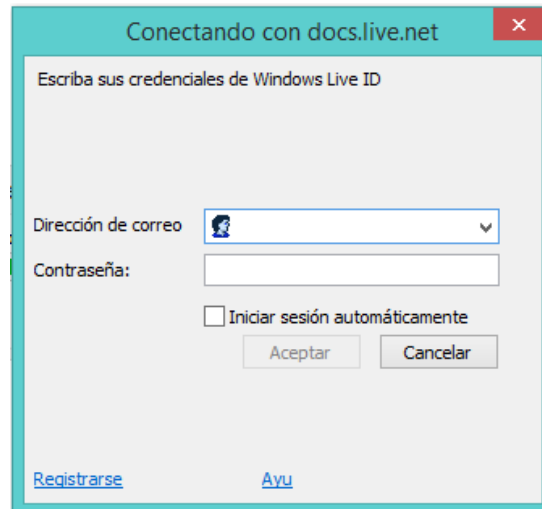 Conectando con docs.live.net
Escriba sus credenciales de Windows Live ID
Dirección de correo
Contraseña:
Iniciar sesión automáticamente
Aceptar Cancelar
Registrarse Ayu